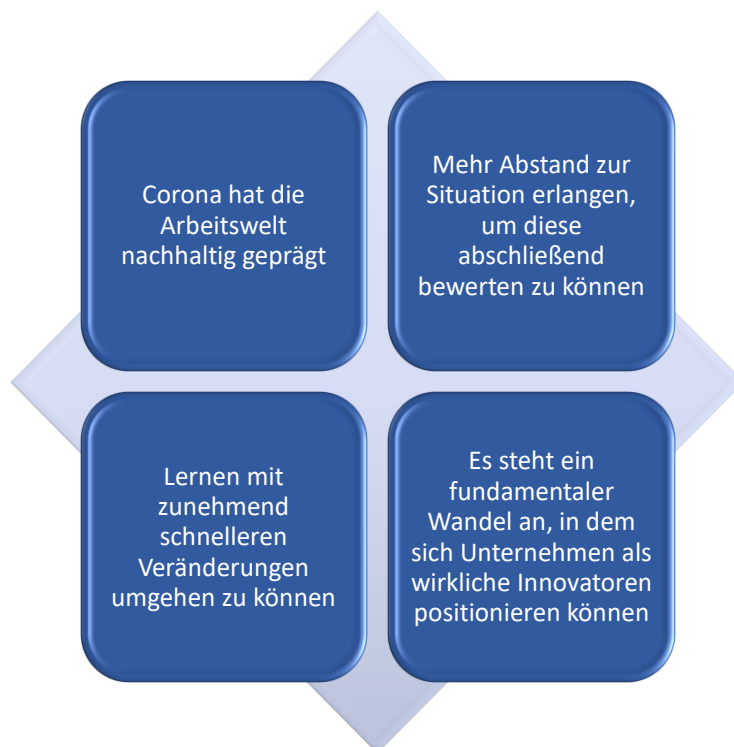 Corona hat die
Arbeitswelt
nachhaltig geprägt
Mehr Abstand zur
Situation erlangen,
um diese
abschließend
bewerten zu können
Lernen mit
zunehmend
schnelleren
Veränderungen
umgehen zu können
Es steht ein
fundamentaler
Wandel an, in dem
sich Unternehmen als
wirkliche Innovatoren
positionieren können